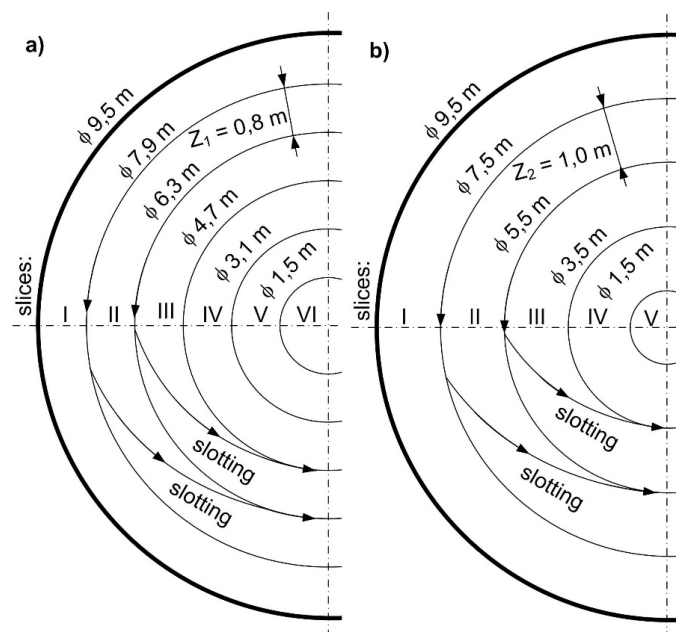 a)
ϕ 9,5 m
ϕ 7,9 m
Z₁ = 0,8 m
ϕ 6,3 m
ϕ 4,7 m
ϕ 3,1 m
ϕ 1,5 m
slices:
I
II
III
IV
V
VI
slotting
slotting
b)
ϕ 9,5 m
ϕ 7,5 m
Z₂ = 1,0 m
ϕ 5,5 m
ϕ 3,5 m
ϕ 1,5 m
slices:
I
II
III
IV
V
slotting
slotting